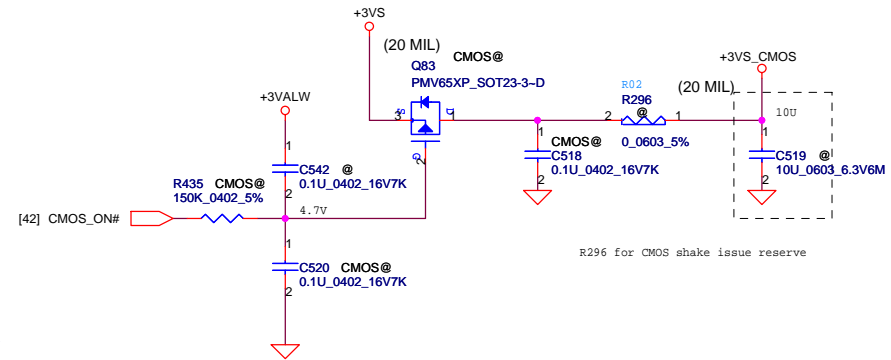 +3VS
(20 MIL)
CMOS@
Q83
PMV65XP_SOT23-3~D
S
D
3
1
G
2
+3VALW
1
C542 @
0.1U_0402_16V7K
2
R435 CMOS@
150K_0402_5%
[42] CMOS_ON#
4.7V
1
C520 CMOS@
0.1U_0402_16V7K
2
1
CMOS@
C518
0.1U_0402_16V7K
2
R02
R296
@
2
1
0_0603_5%
(20 MIL)
+3VS_CMOS
10U
1
C519 @
10U_0603_6.3V6M
2
R296 for CMOS shake issue reserve